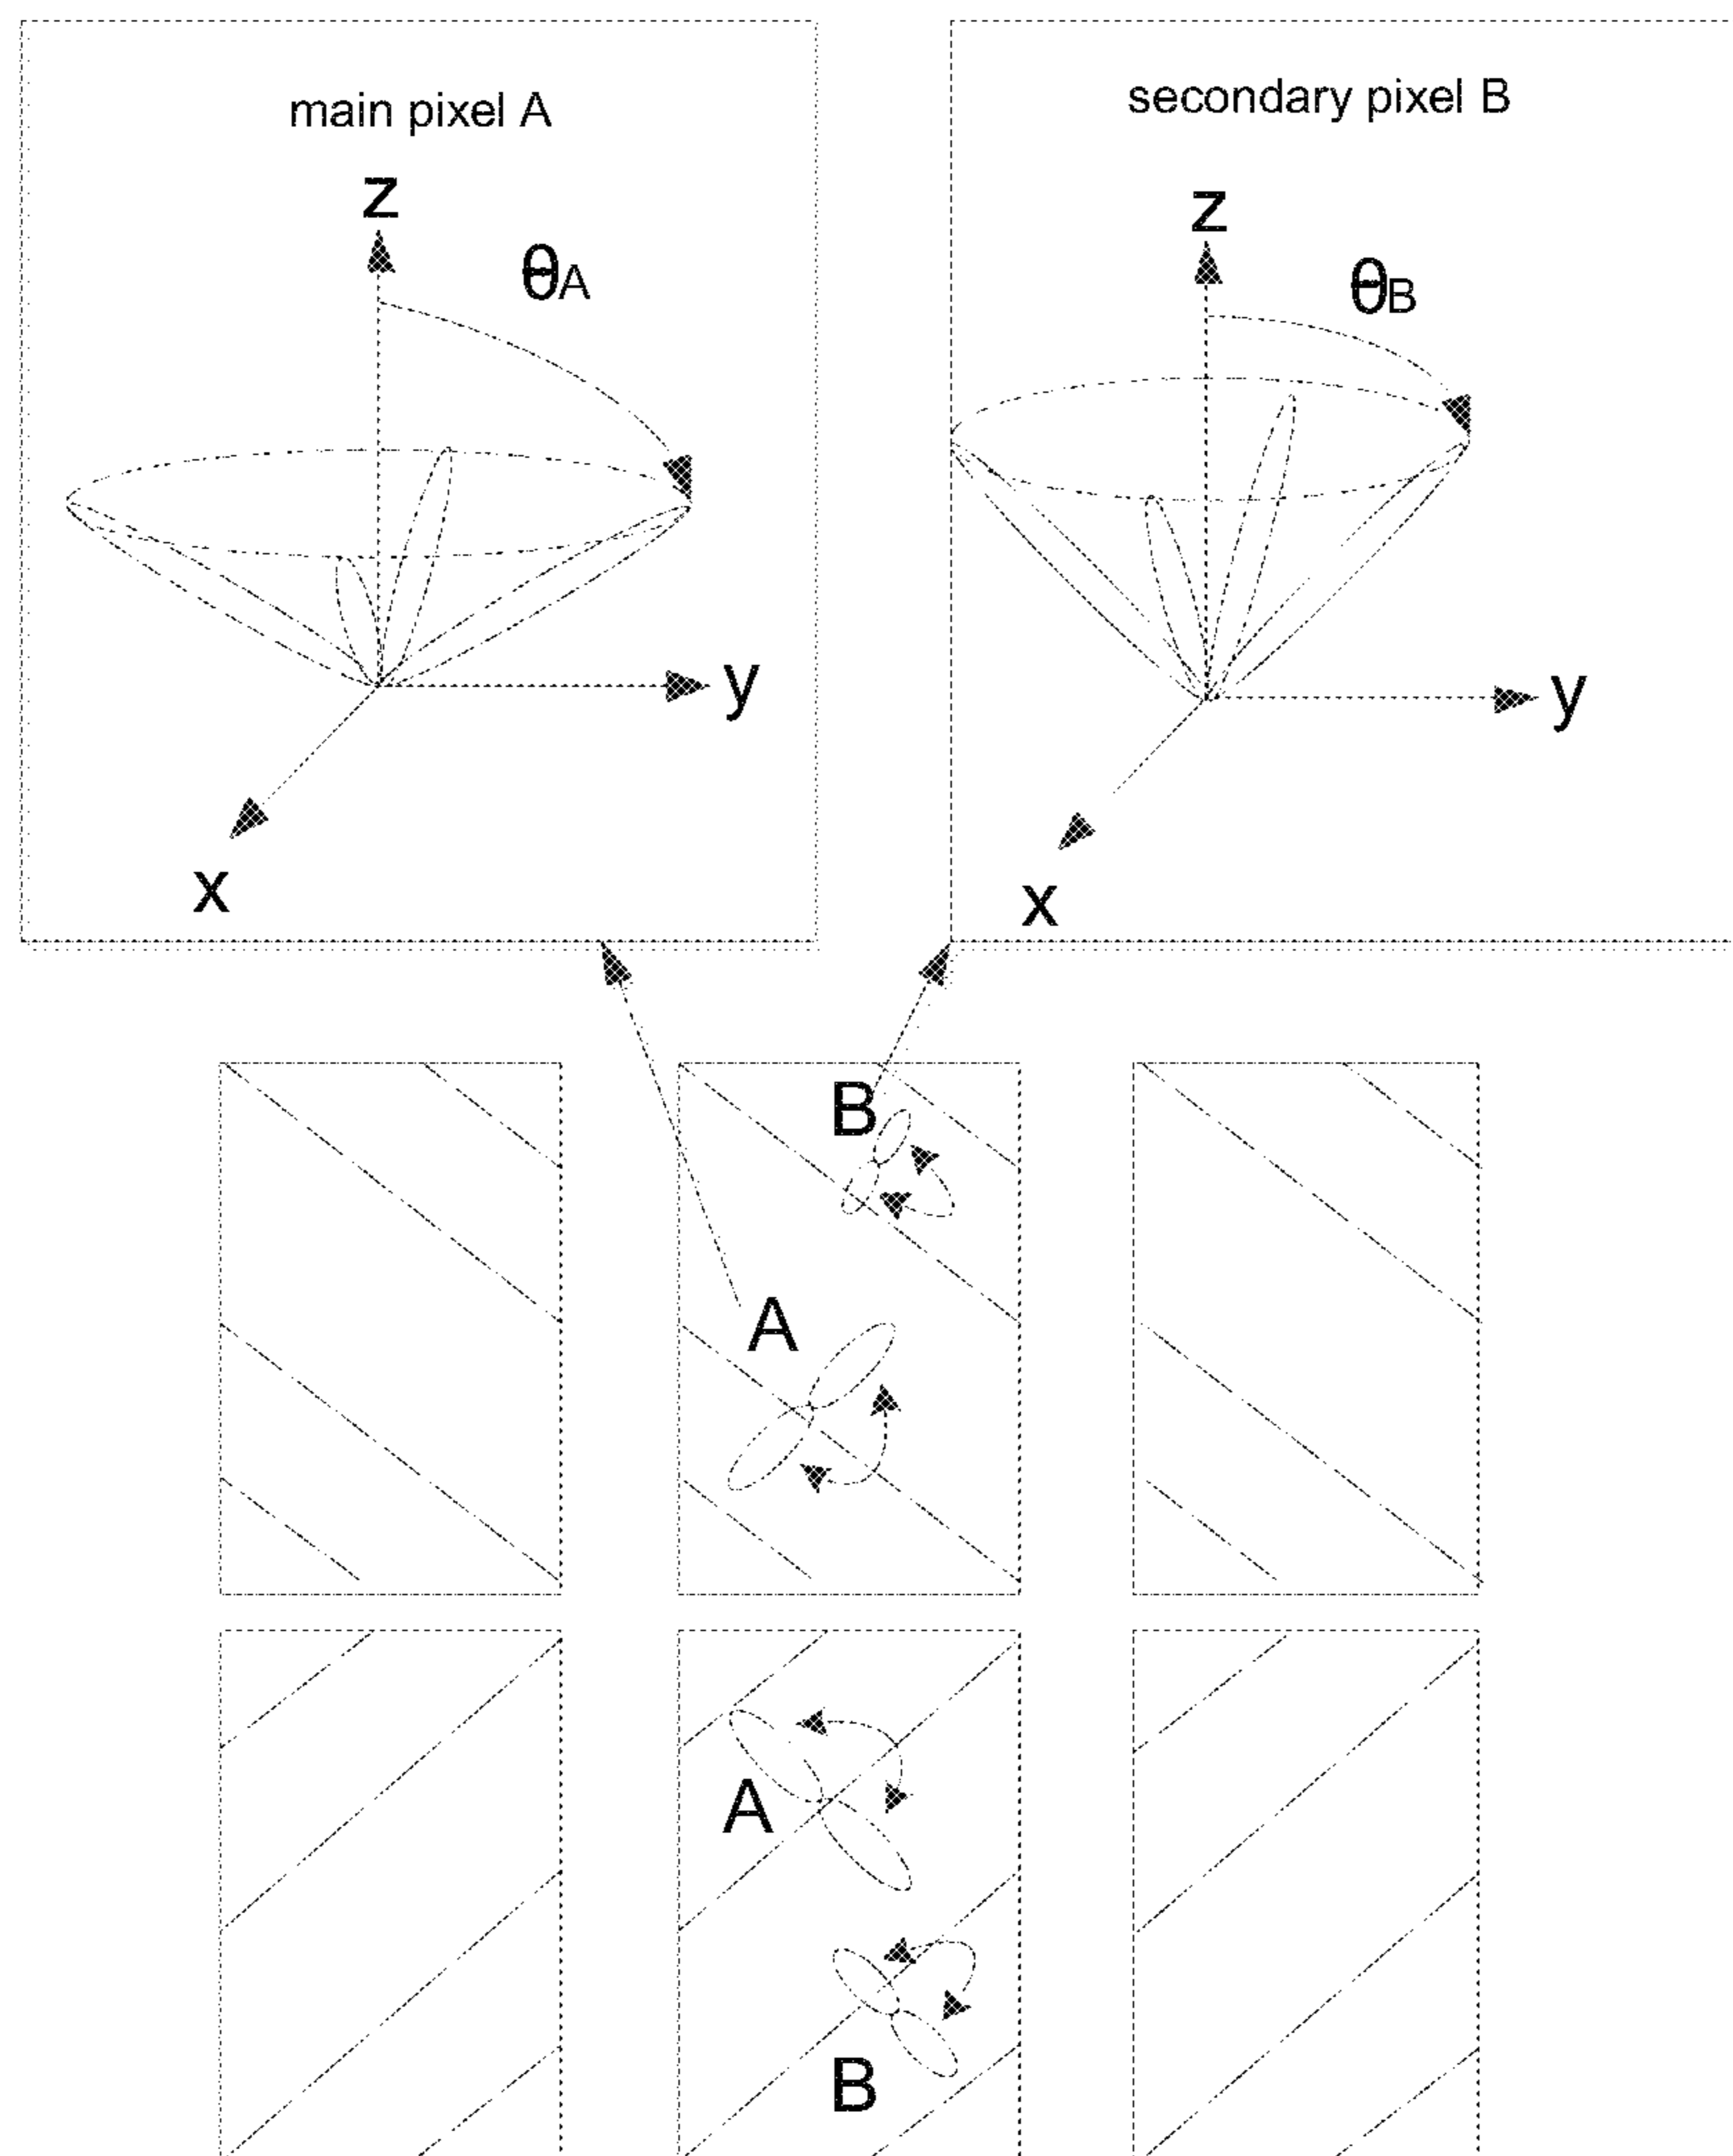 main pixel A
z
θA
y
x
secondary pixel B
z
θB
y
x
B
A
A
B